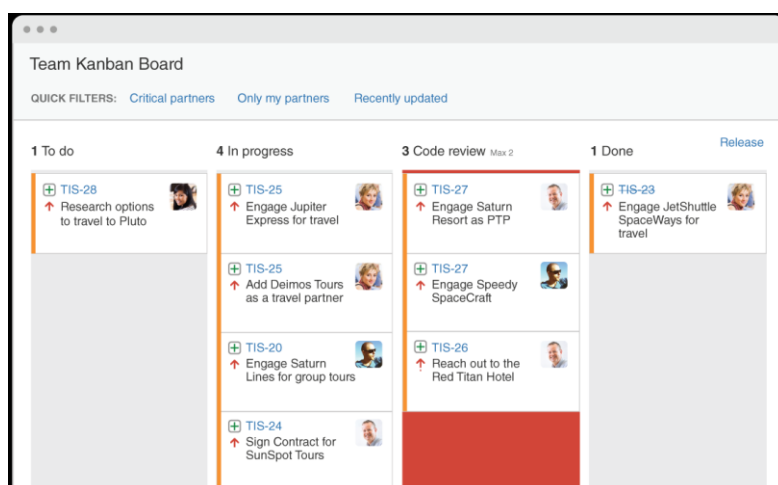 Team Kanban Board
QUICK FILTERS: Critical partners Only my partners Recently updated
Release
1 To do
TIS-28
Research options
to travel to Pluto
4 In progress
TIS-25
Engage Jupiter
Express for travel
TIS-25
Add Deimos Tours
as a travel partner
TIS-20
Engage Saturn
Lines for group tours
TIS-24
Sign Contract for
SunSpot Tours
3 Code review Max 2
TIS-27
Engage Saturn
Resort as PTP
TIS-27
Engage Speedy
SpaceCraft
TIS-26
Reach out to the
Red Titan Hotel
1 Done
TIS-23
Engage JetShuttle
SpaceWays for
travel